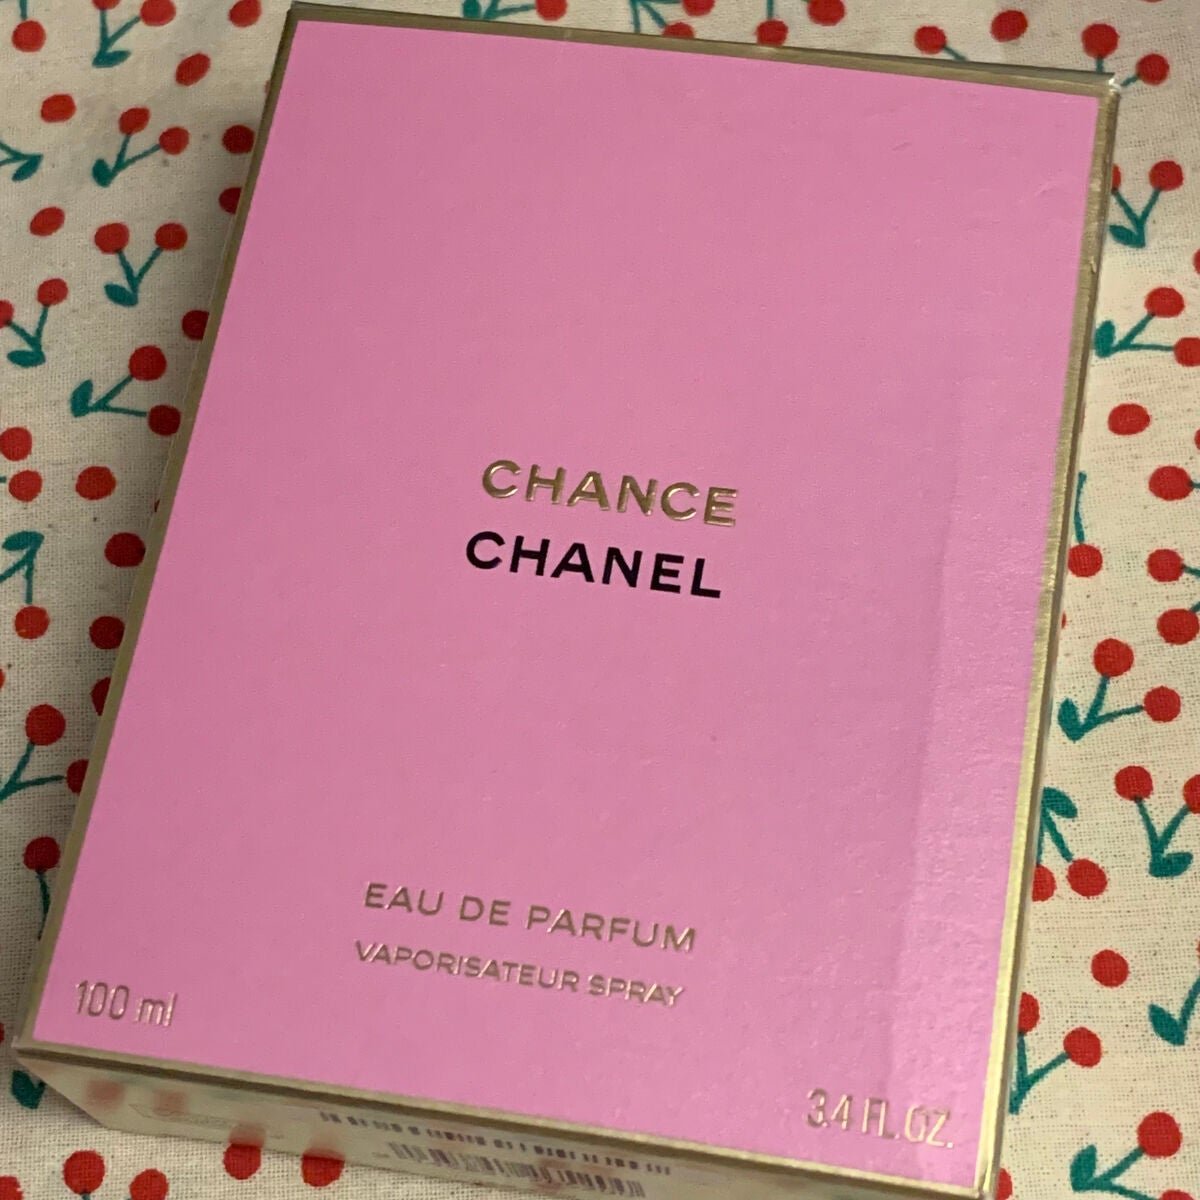 CHANCE
CHANEL
EAU DE PARFUM
VAPORISATEUR SPRAY
100 ml
3.4 FL. OZ.